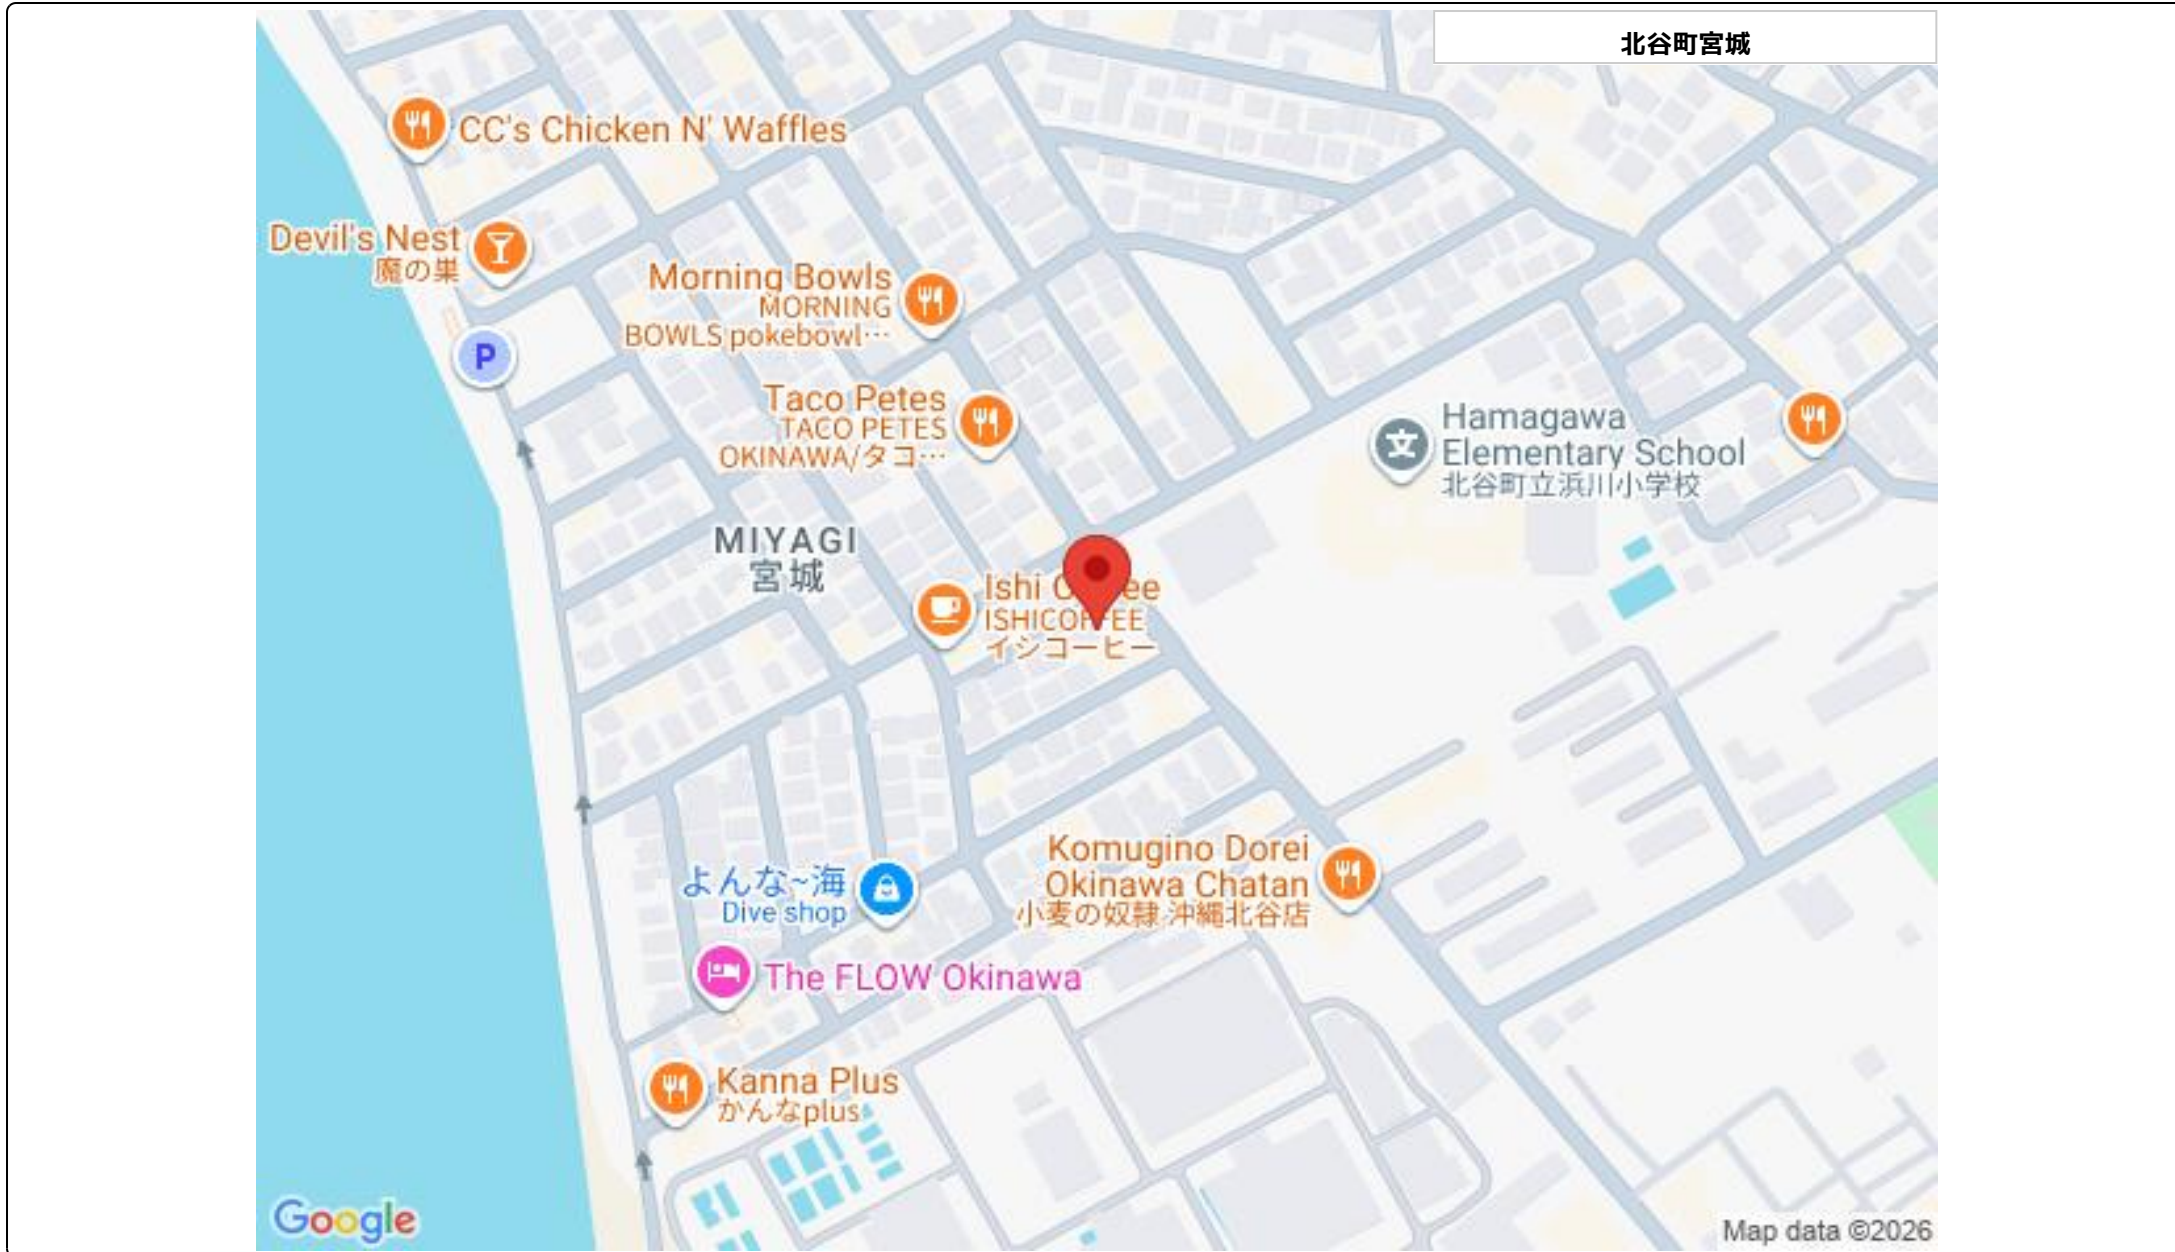 北谷町宮城
CC's Chicken N' Waffles
Devil's Nest
魔の巣
Morning Bowls
MORNING
BOWLS pokebowl…
P
Taco Petes
TACO PETES
OKINAWA/タコ…
Hamagawa
Elementary School
北谷町立浜川小学校
文
MIYAGI
宮城
Ishi Coffee
ISHICOFFEE
イシコーヒー
Komugino Dorei
Okinawa Chatan
小麦の奴隷 沖縄北谷店
よんな~海
Dive shop
The FLOW Okinawa
Kanna Plus
かんなplus
Google
Map data ©2026